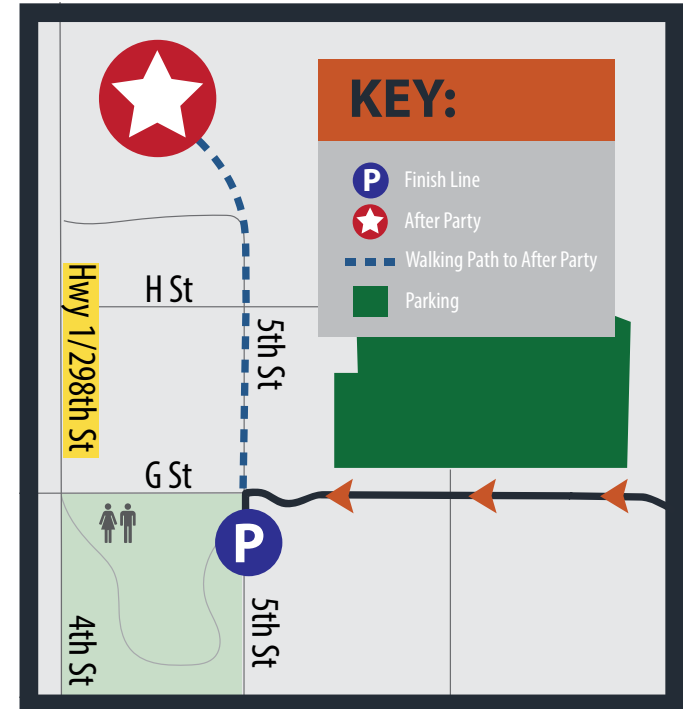 KEY:
P Finish Line
After Party
Walking Path to After Party
Parking
H St
Hwy 1/298th St
5th St
G St
P
4th St
5th St